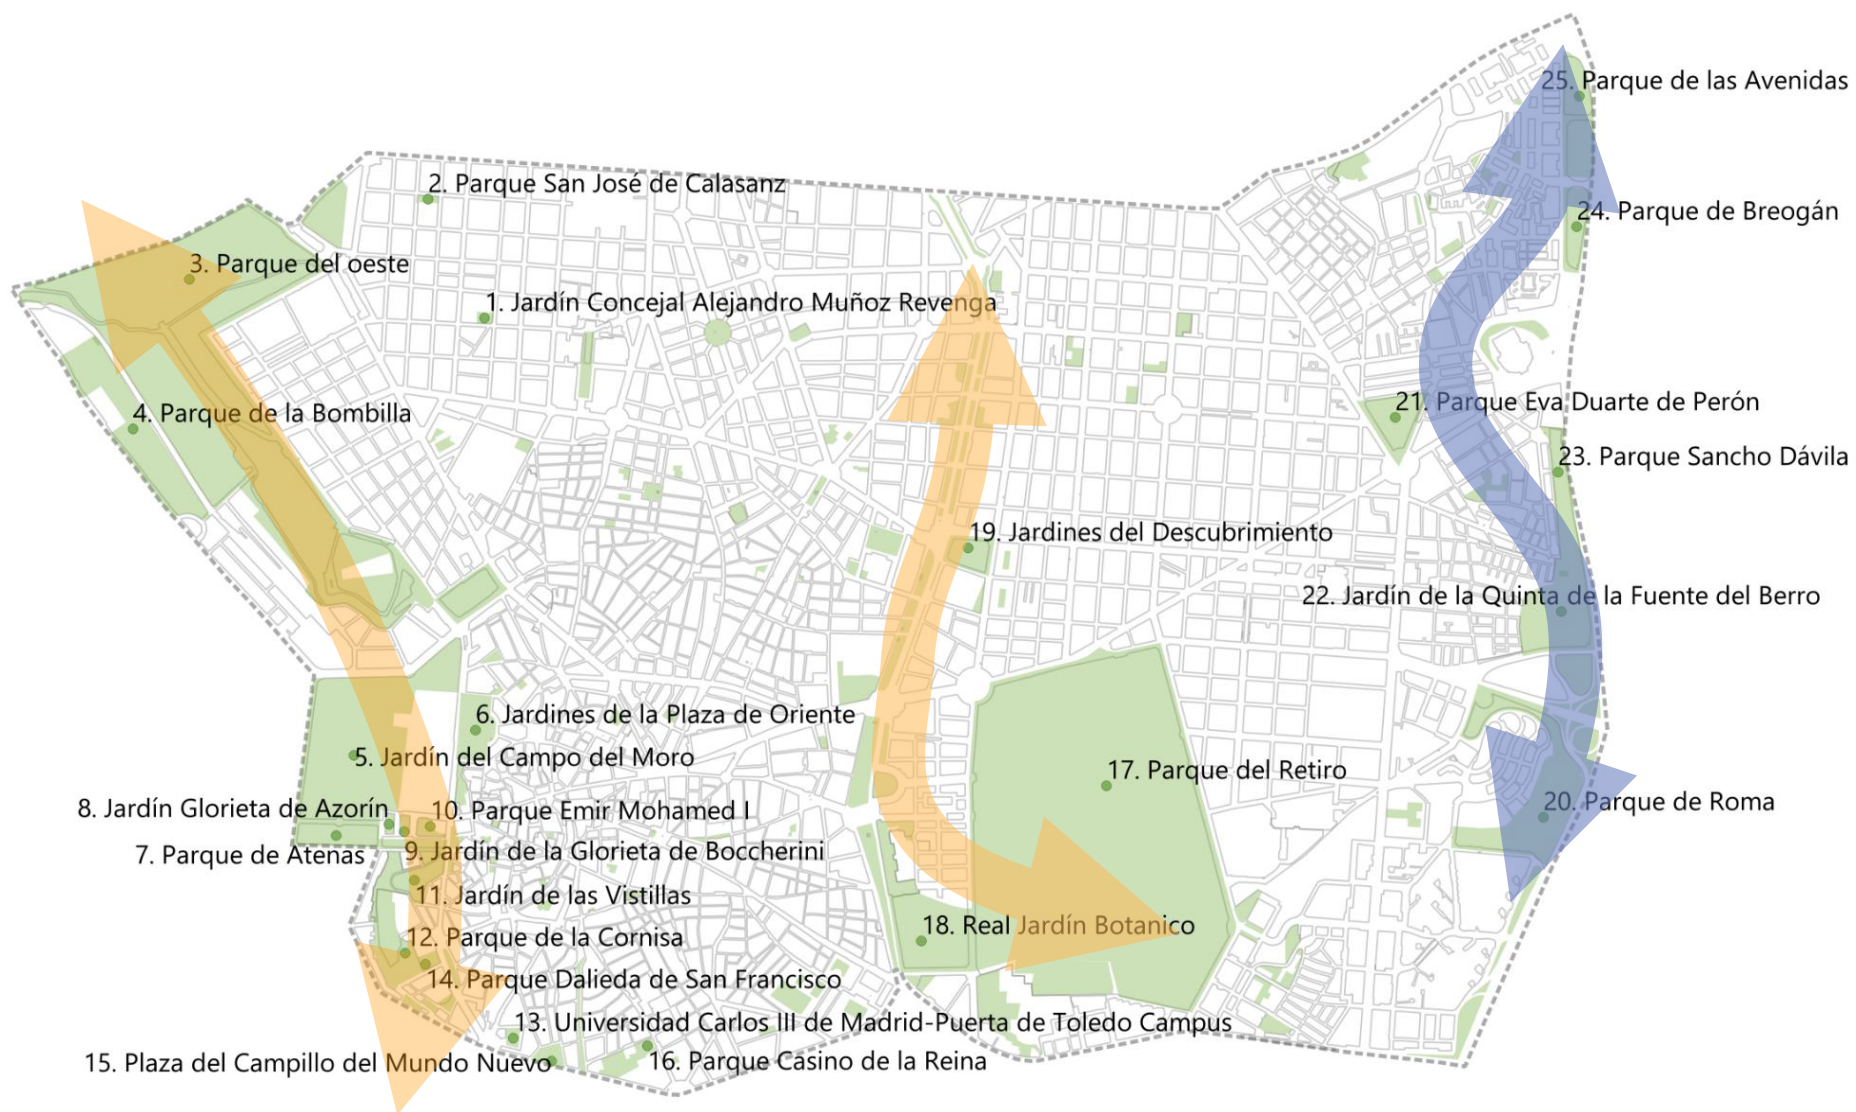 25. Parque de las Avenidas
2. Parque San José de Calasanz
24. Parque de Breogán
3. Parque del oeste
1. Jardín Concejal Alejandro Muñoz Revenga
21. Parque Eva Duarte de Perón
4. Parque de la Bombilla
23. Parque Sancho Dávila
19. Jardines del Descubrimiento
22. Jardín de la Quinta de la Fuente del Berro
6. Jardines de la Plaza de Oriente
5. Jardín del Campo del Moro
17. Parque del Retiro
20. Parque de Roma
8. Jardín Glorieta de Azorín
10. Parque Emir Mohamed I
7. Parque de Atenas
9. Jardín de la Glorieta de Boccherini
11. Jardín de las Vistillas
18. Real Jardín Botanico
12. Parque de la Cornisa
14. Parque Dalieda de San Francisco
13. Universidad Carlos III de Madrid-Puerta de Toledo Campus
15. Plaza del Campillo del Mundo Nuevo
16. Parque Casino de la Reina